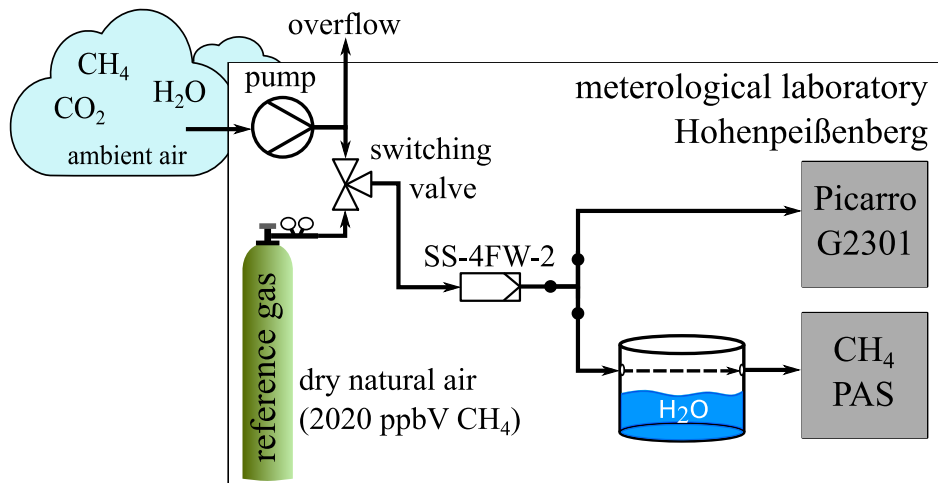 overflow
CH₄
CO₂
H₂O
ambient air
pump
meterological laboratory
Hohenpeißenberg
switching
valve
Picarro
G2301
SS-4FW-2
reference gas
dry natural air
(2020 ppbV CH₄)
H₂O
CH₄
PAS